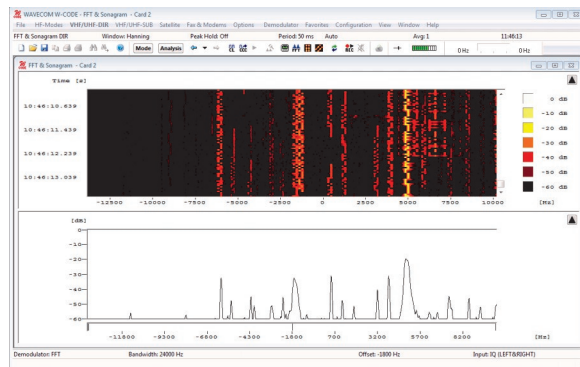 WAVECOM W-CODE - FFT & Sonagram - Card 2
File HF-Modes VHF/UHF-DIR VHF/UHF-SUB Satellite Fax & Modems Options Demodulator Favorites Configuration View Window Help
FFT & Sonagram DIR Window: Hanning Peak Hold: Off Period: 50 ms Auto Avg: 1 11:46:13
Mode Analysis 0 Hz 0 Hz
FFT & Sonagram - Card 2
Time [s]
10:46:10.639
10:46:11.439
10:46:12.239
10:46:13.039
0 dB
-10 dB
-20 dB
-30 dB
-40 dB
-50 dB
-60 dB
-12500 -10000 -7500 -5000 -2500 0 2500 5000 7500 10000 [Hz]
[dB]
0
-10
-20
-30
-40
-50
-60
-11800 -9300 -6800 -4300 -1800 700 3200 5700 8200 [Hz]
Demodulator: FFT Bandwidth: 24000 Hz Offset: -1800 Hz Input: IQ (LEFT&RIGHT)